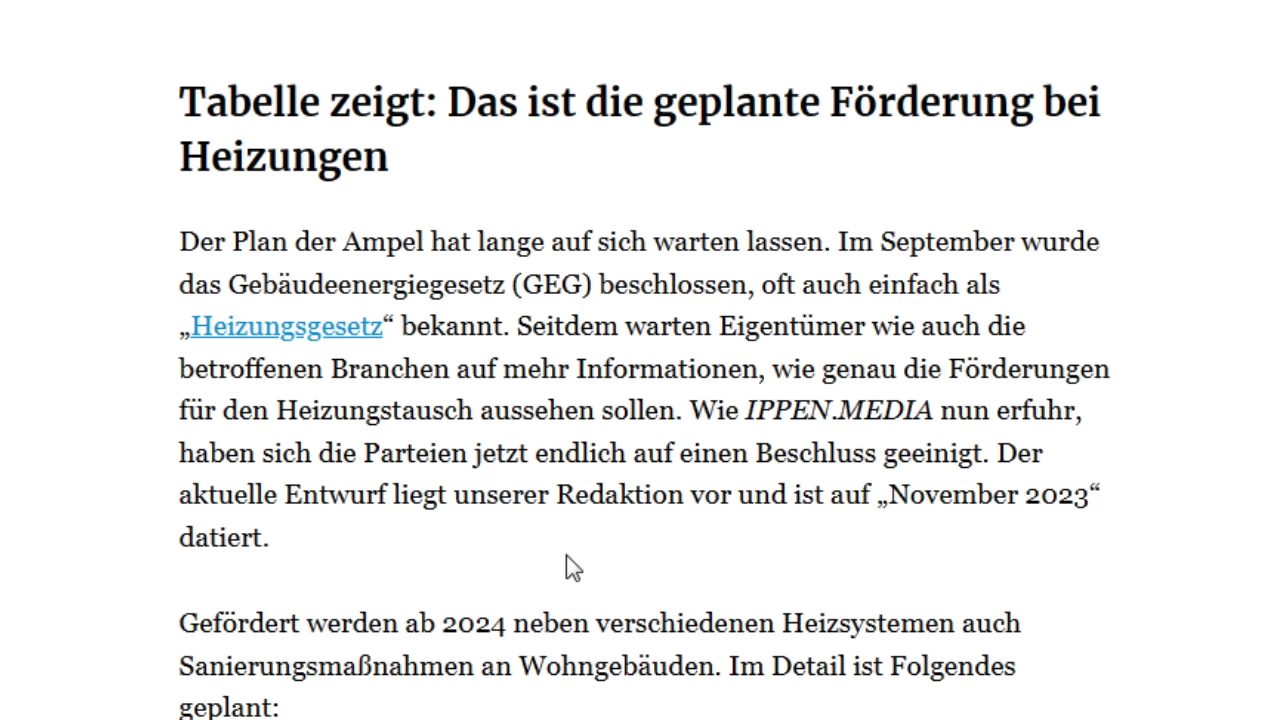 Tabelle zeigt: Das ist die geplante Förderung bei
Heizungen
Der Plan der Ampel hat lange auf sich warten lassen. Im September wurde
das Gebäudeenergiegesetz (GEG) beschlossen, oft auch einfach als
„Heizungsgesetz“ bekannt. Seitdem warten Eigentümer wie auch die
betroffenen Branchen auf mehr Informationen, wie genau die Förderungen
für den Heizungstausch aussehen sollen. Wie IPPEN.MEDIA nun erfuhr,
haben sich die Parteien jetzt endlich auf einen Beschluss geeinigt. Der
aktuelle Entwurf liegt unserer Redaktion vor und ist auf „November 2023“
datiert.
Gefördert werden ab 2024 neben verschiedenen Heizsystemen auch
Sanierungsmaßnahmen an Wohngebäuden. Im Detail ist Folgendes
geplant: